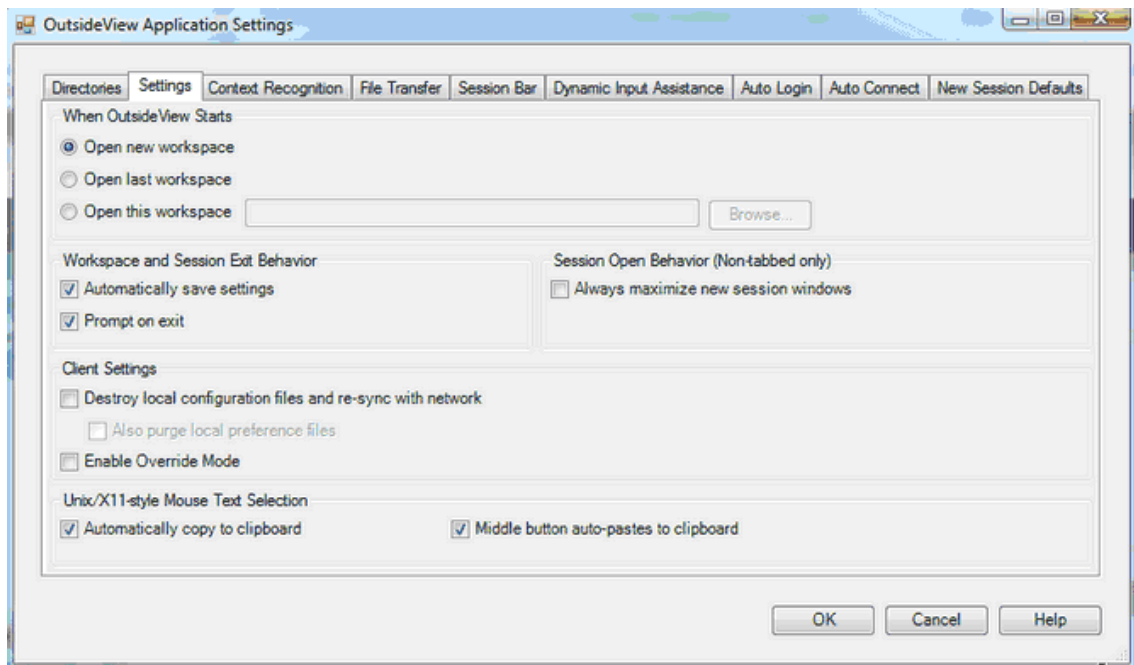 OutsideView Application Settings
Directories Settings Context Recognition File Transfer Session Bar Dynamic Input Assistance Auto Login Auto Connect New Session Defaults
When OutsideView Starts
Open new workspace
Open last workspace
Open this workspace Browse...
Workspace and Session Exit Behavior Session Open Behavior (Non-tabbed only)
Automatically save settings Always maximize new session windows
Prompt on exit
Client Settings
Destroy local configuration files and re-sync with network
Also purge local preference files
Enable Override Mode
Unix/X11-style Mouse Text Selection
Automatically copy to clipboard Middle button auto-pastes to clipboard
OK Cancel Help